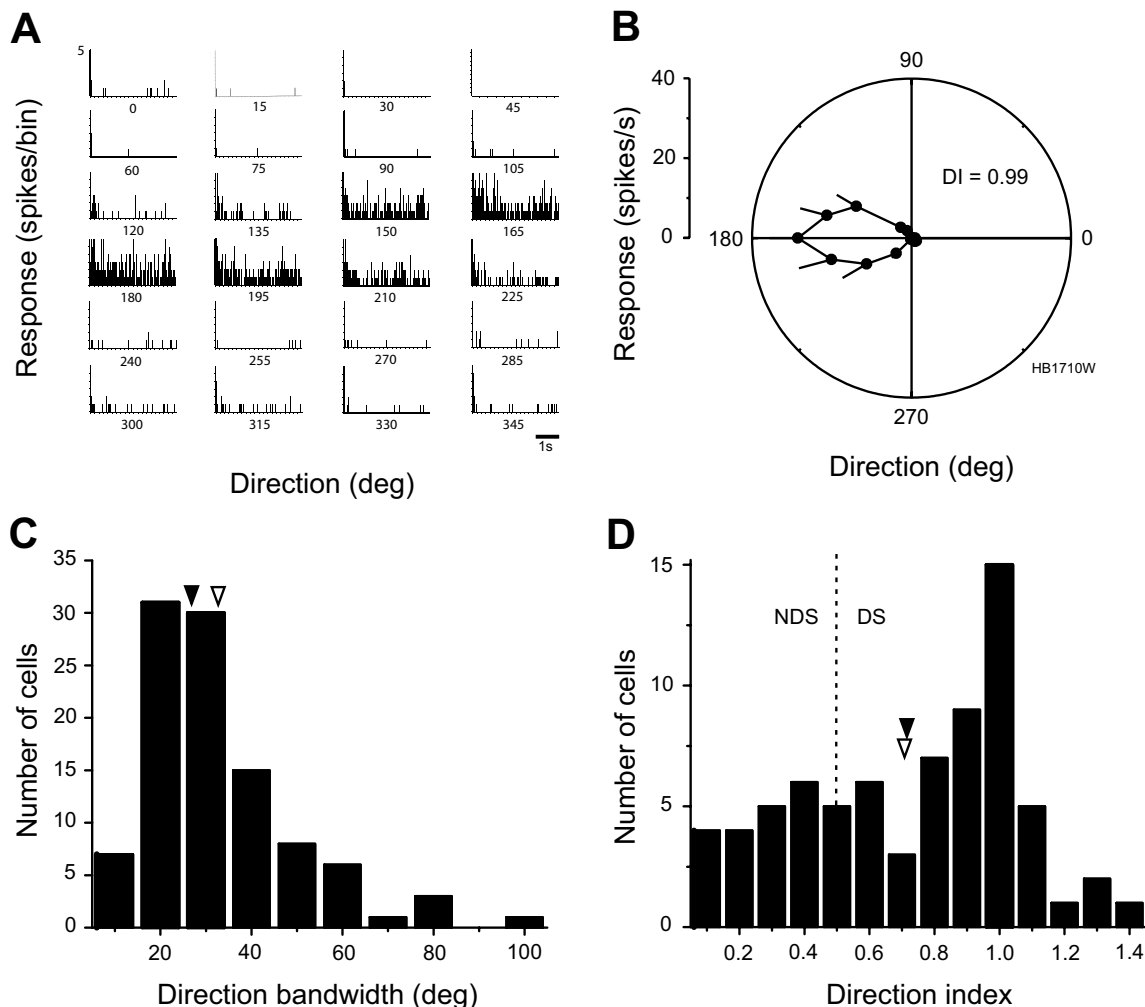 A
Response (spikes/bin)
5
0 15 30 45
60 75 90 105
120 135 150 165
180 195 210 225
240 255 270 285
300 315 330 345
1s
Direction (deg)
B
Response (spikes/s)
40
20
0
90
DI = 0.99
180
0
HB1710W
270
Direction (deg)
C
Number of cells
35
30
25
20
15
10
5
0
20 40 60 80 100
Direction bandwidth (deg)
D
Number of cells
15
10
5
0
NDS DS
0.2 0.4 0.6 0.8 1.0 1.2 1.4
Direction index